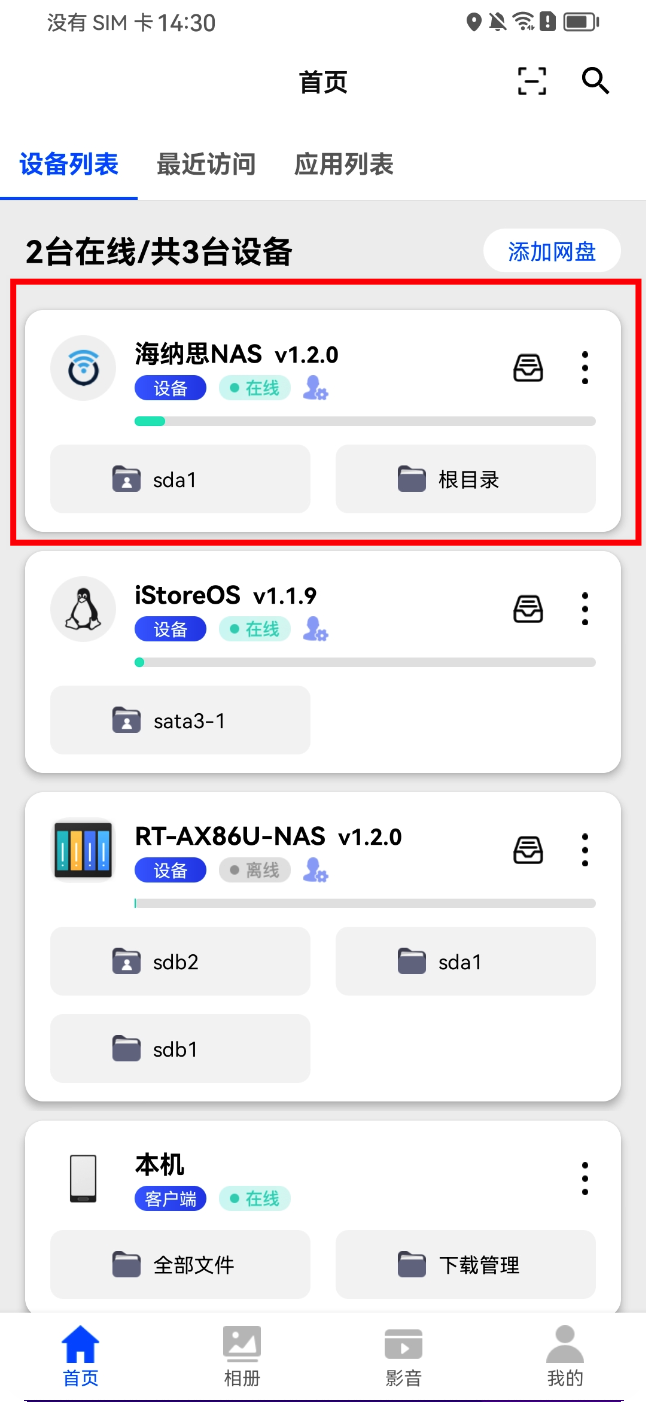 没有 SIM 卡 14:30
首页
设备列表 最近访问 应用列表
2台在线/共3台设备 添加网盘
海纳思NAS v1.2.0
设备 在线
sda1 根目录
iStoreOS v1.1.9
设备 在线
sata3-1
RT-AX86U-NAS v1.2.0
设备 离线
sdb2 sda1
sdb1
本机
客户端 在线
全部文件 下载管理
首页 相册 影音 我的